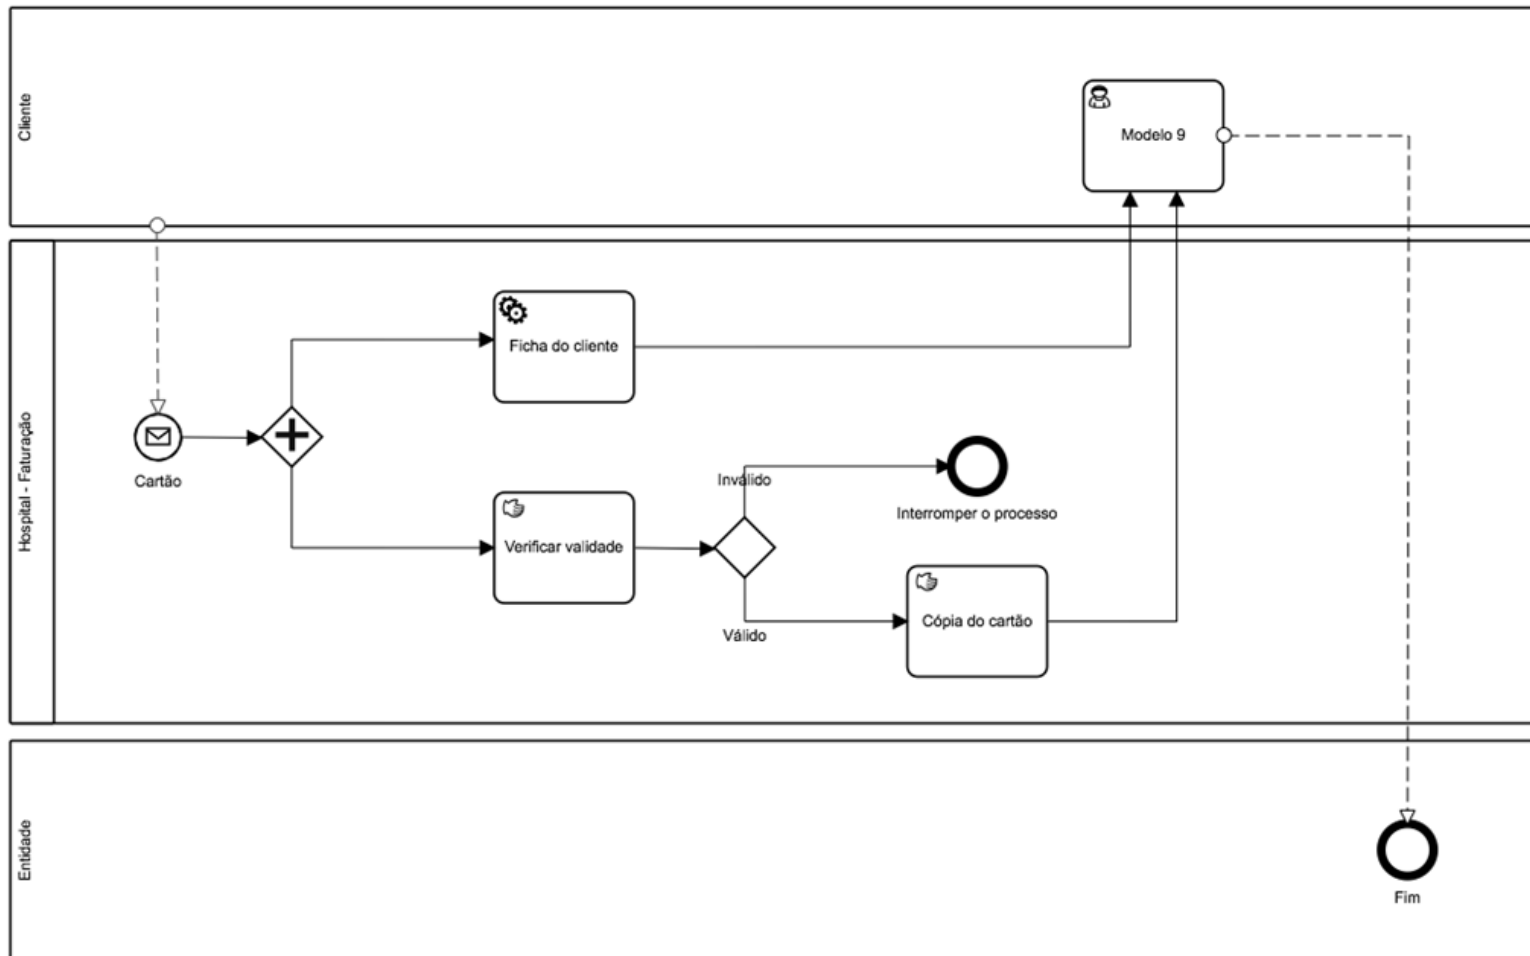 Cliente
Modelo 9
Hospital - Faturação
Ficha do cliente
Cartão
Inválido
Interromper o processo
Verificar validade
Válido
Cópia do cartão
Entidade
Fim